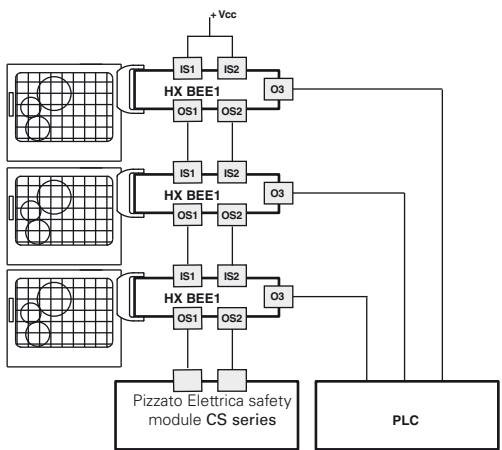 + Vcc
IS1 IS2
HX BEE1 O3
OS1 OS2
IS1 IS2
HX BEE1 O3
OS1 OS2
IS1 IS2
HX BEE1 O3
OS1 OS2
Pizzato Elettrica safety
module CS series
PLC